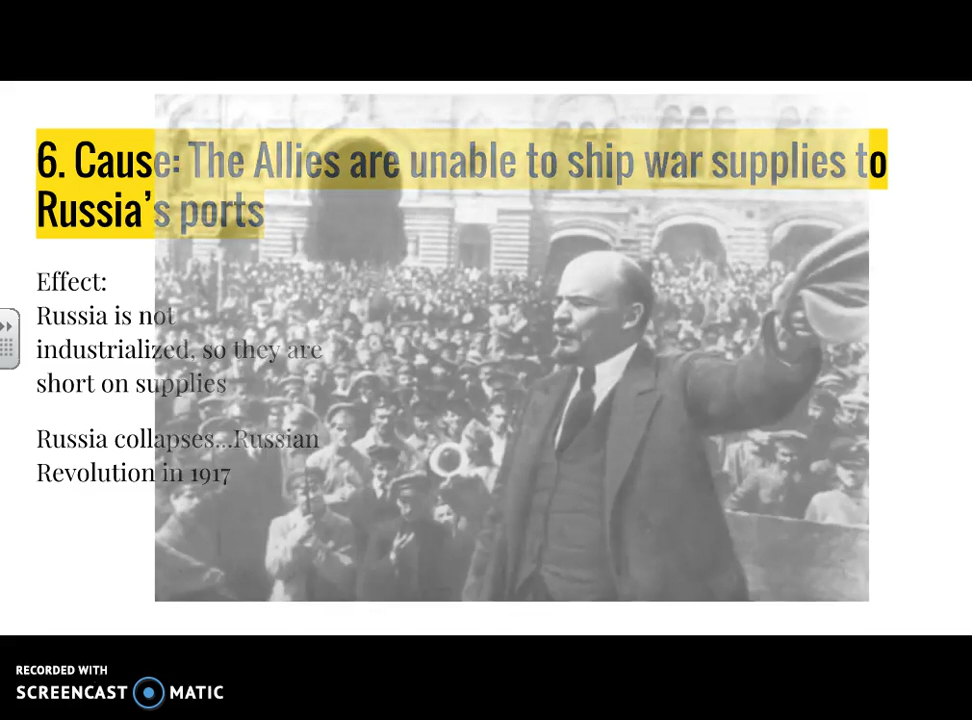 6. Cause: The Allies are unable to ship war supplies to
Russia's ports
Effect:
Russia is not
industrialized, so they are
short on supplies
Russia collapses...Russian
Revolution in 1917
RECORDED WITH
SCREENCAST MATIC